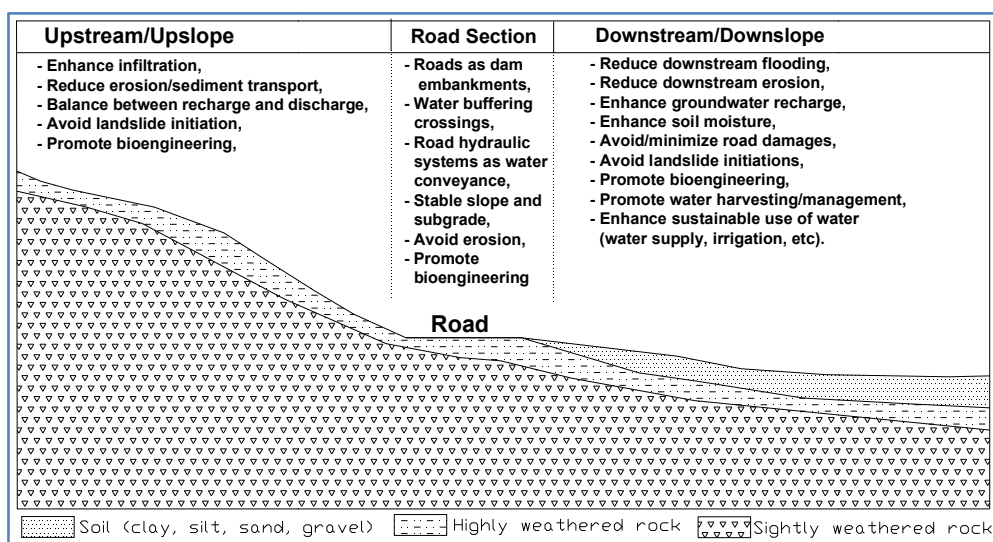 Upstream/Upslope
- Enhance infiltration,
- Reduce erosion/sediment transport,
- Balance between recharge and discharge,
- Avoid landslide initiation,
- Promote bioengineering,
Road Section
- Roads as dam
embankments,
- Water buffering
crossings,
- Road hydraulic
systems as water
conveyance,
- Stable slope and
subgrade,
- Avoid erosion,
- Promote
bioengineering
Downstream/Downslope
- Reduce downstream flooding,
- Reduce downstream erosion,
- Enhance groundwater recharge,
- Enhance soil moisture,
- Avoid/minimize road damages,
- Avoid landslide initiations,
- Promote bioengineering,
- Promote water harvesting/management,
- Enhance sustainable use of water
(water supply, irrigation, etc).
Road
Soil (clay, silt, sand, gravel)
Highly weathered rock
Sightly weathered rock